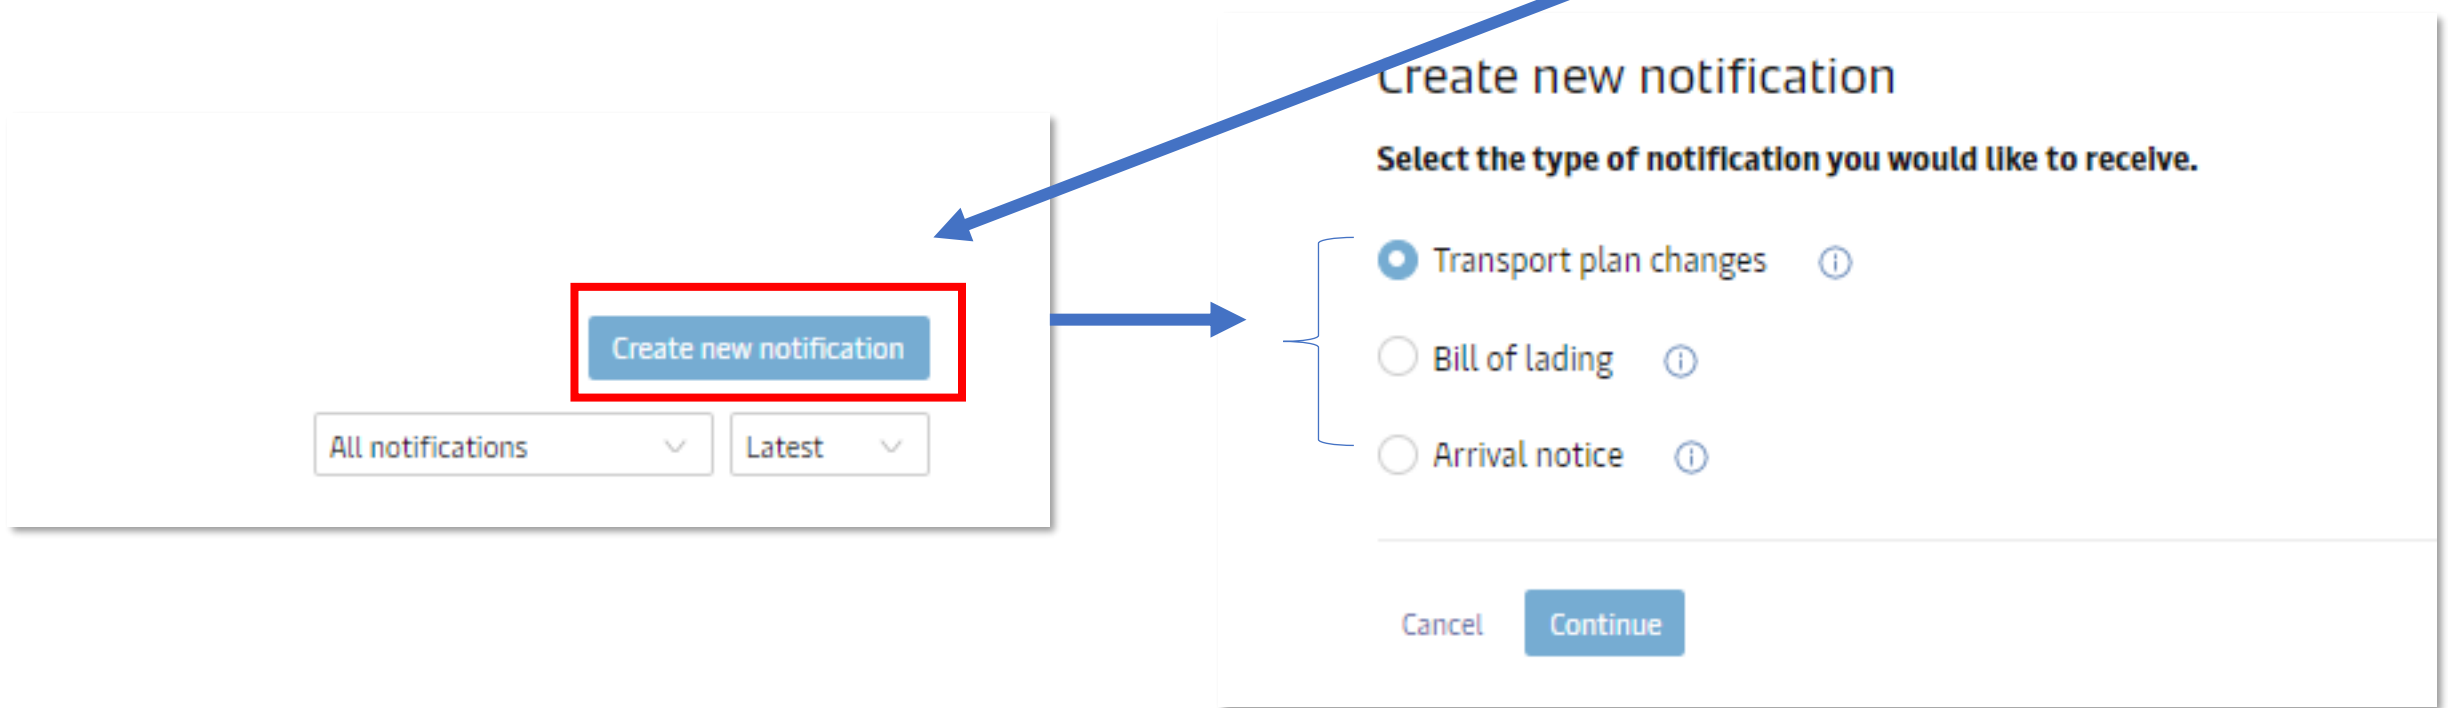 Create new notification
All notifications
Latest
Create new notification
Select the type of notification you would like to receive.
Transport plan changes
Bill of lading
Arrival notice
Cancel
Continue